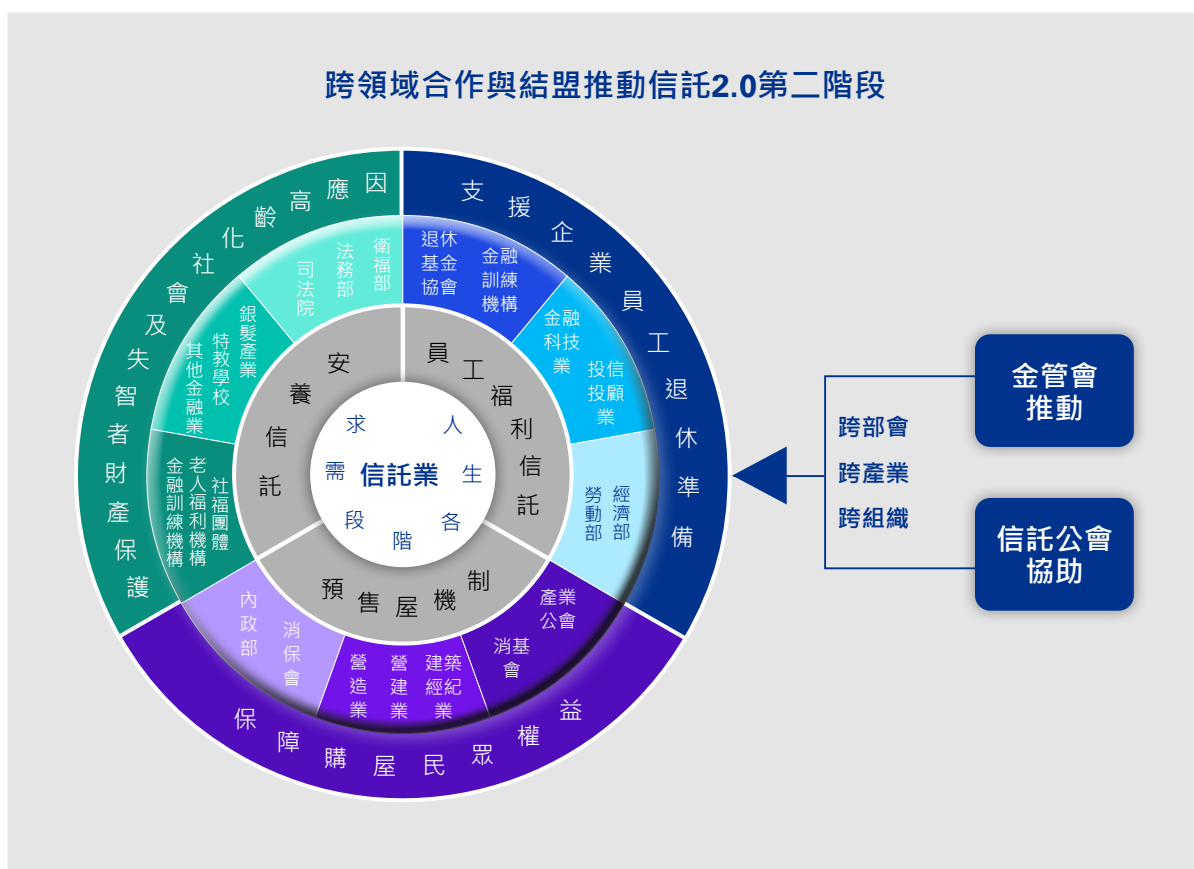 跨領域合作與結盟推動信託2.0第二階段
因應高齡化社會及失智者財產保護
支援企業員工退休準備
保障購屋民眾權益
衛福部
法務部
司法院
銀髮產業
特教學校
其他金融業
社福團體
老人福利機構
金融訓練機構
退休
基金
協會
金融
訓練
機構
金融
科技
業
投信
投顧
業
經濟部
勞動部
產業
公會
消基
會
建築
經紀
業
營建業
營造業
消保會
內政部
安養信託
員工福利信託
預售屋機制
人生各階段需求
信託業
跨部會
跨產業
跨組織
金管會
推動
信託公會
協助